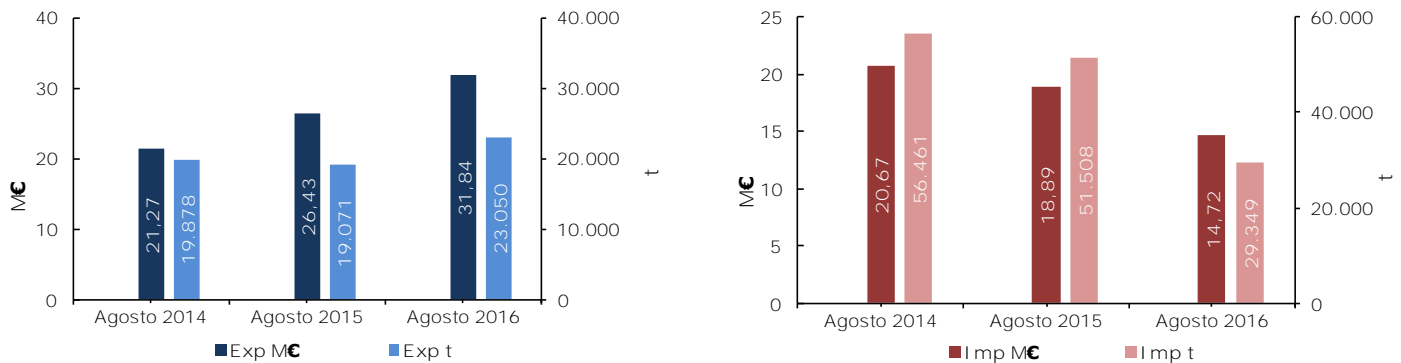 40
30
20
10
0
M€
40.000
30.000
20.000
10.000
0
t
21,27
19.878
26,43
19.071
31,84
23.050
Agosto 2014
Agosto 2015
Agosto 2016
Exp M€
Exp t
25
20
15
10
5
0
M€
60.000
40.000
20.000
0
t
20,67
56.461
18,89
51.508
14,72
29.349
Agosto 2014
Agosto 2015
Agosto 2016
Imp M€
Imp t